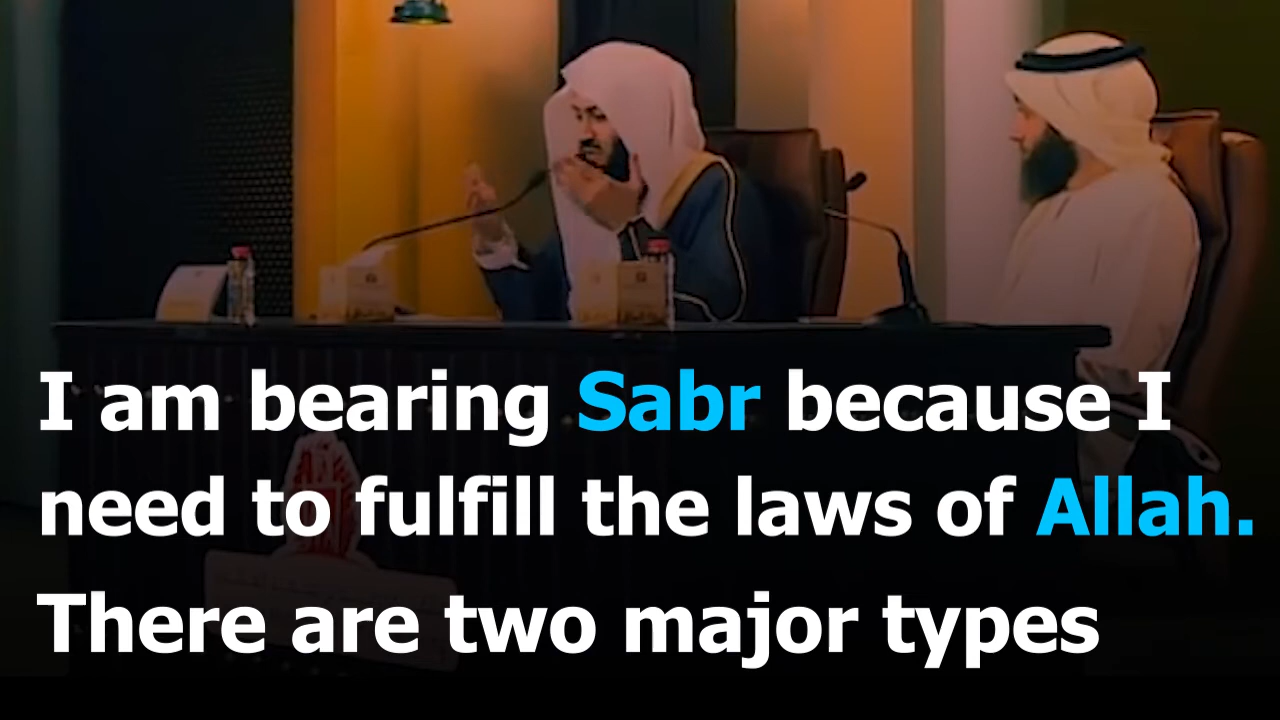 I am bearing Sabr because I
need to fulfill the laws of Allah.
There are two major types